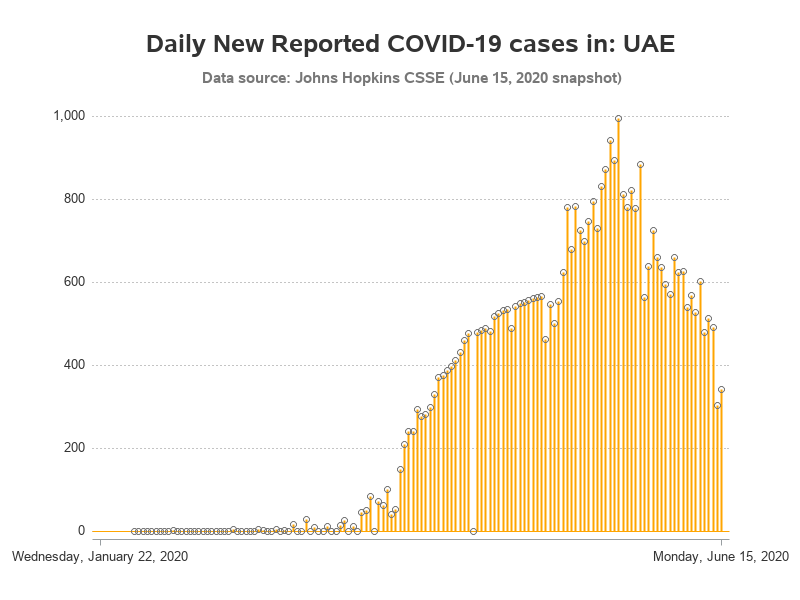 Daily New Reported COVID-19 cases in: UAE
Data source: Johns Hopkins CSSE (June 15, 2020 snapshot)
1,000
800
600
400
200
0
Wednesday, January 22, 2020
Monday, June 15, 2020